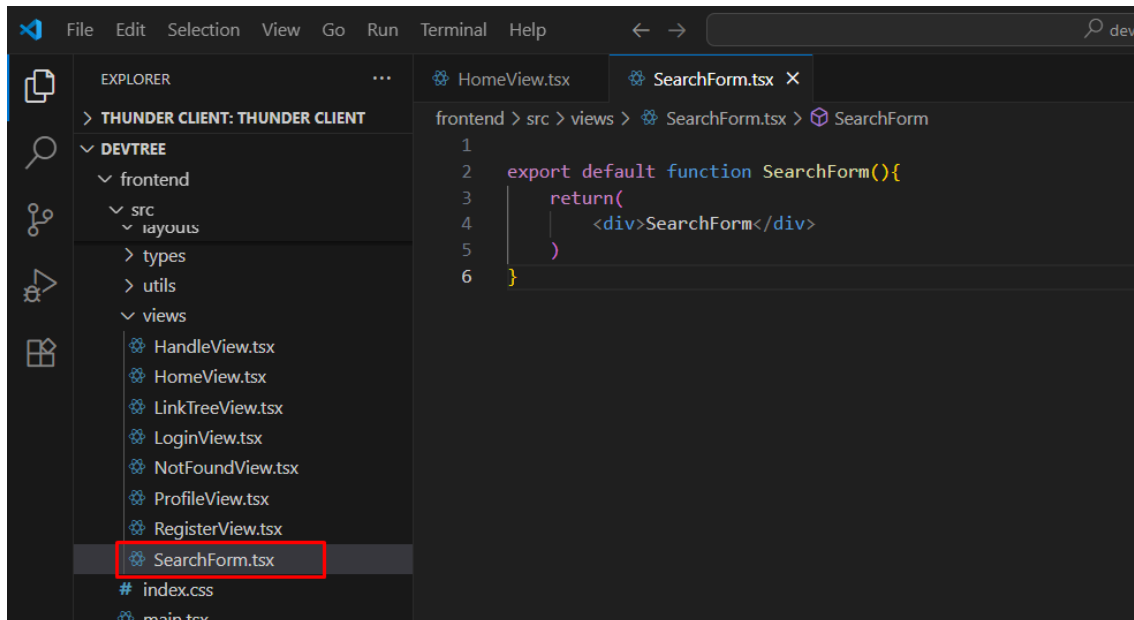 File Edit Selection View Go Run Terminal Help dev
EXPLORER ...
THUNDER CLIENT: THUNDER CLIENT
DEVTREE
frontend
src
layouts
types
utils
views
HandleView.tsx
HomeView.tsx
LinkTreeView.tsx
LoginView.tsx
NotFoundView.tsx
ProfileView.tsx
RegisterView.tsx
SearchForm.tsx
# index.css
main.tsx
HomeView.tsx SearchForm.tsx ×
frontend > src > views > SearchForm.tsx > SearchForm
1
2 export default function SearchForm(){
3 return(
4 <div>SearchForm</div>
5 )
6 }